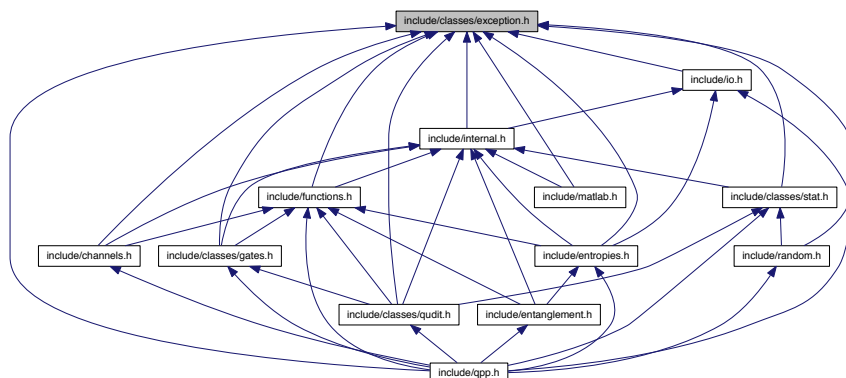 include/classes/exception.h
include/io.h
include/internal.h
include/functions.h
include/matlab.h
include/classes/stat.h
include/channels.h
include/classes/gates.h
include/entropies.h
include/random.h
include/classes/qudit.h
include/entanglement.h
include/qpp.h